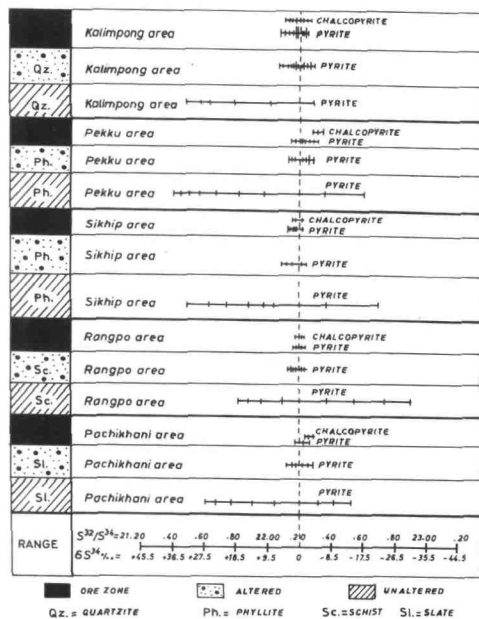 CHALCOPYRITE
Kalimpong area PYRITE
Qz. Kalimpong area PYRITE
Qz. Kalimpong area PYRITE
Pekku area CHALCOPYRITE
PYRITE
Ph. Pekku area PYRITE
Ph. Pekku area PYRITE
Sikhip area CHALCOPYRITE
PYRITE
Ph. Sikhip area PYRITE
Ph. Sikhip area PYRITE
Rangpo area CHALCOPYRITE
PYRITE
Sc. Rangpo area PYRITE
Sc. Rangpo area PYRITE
Pachikhani area CHALCOPYRITE
PYRITE
Sl. Pachikhani area PYRITE
Sl. Pachikhani area PYRITE
RANGE S32/S34=21.20 .40 .60 .80 22.00 .20 .40 .60 .80 23.00 .20
δS34‰= +45.5 +36.5 +27.5 +18.5 +9.5 0 -8.5 -17.5 -26.5 -35.5 -44.5
ORE ZONE ALTERED UNALTERED
Qz.= QUARTZITE Ph.= PHYLLITE Sc.=SCHIST Sl.= SLATE